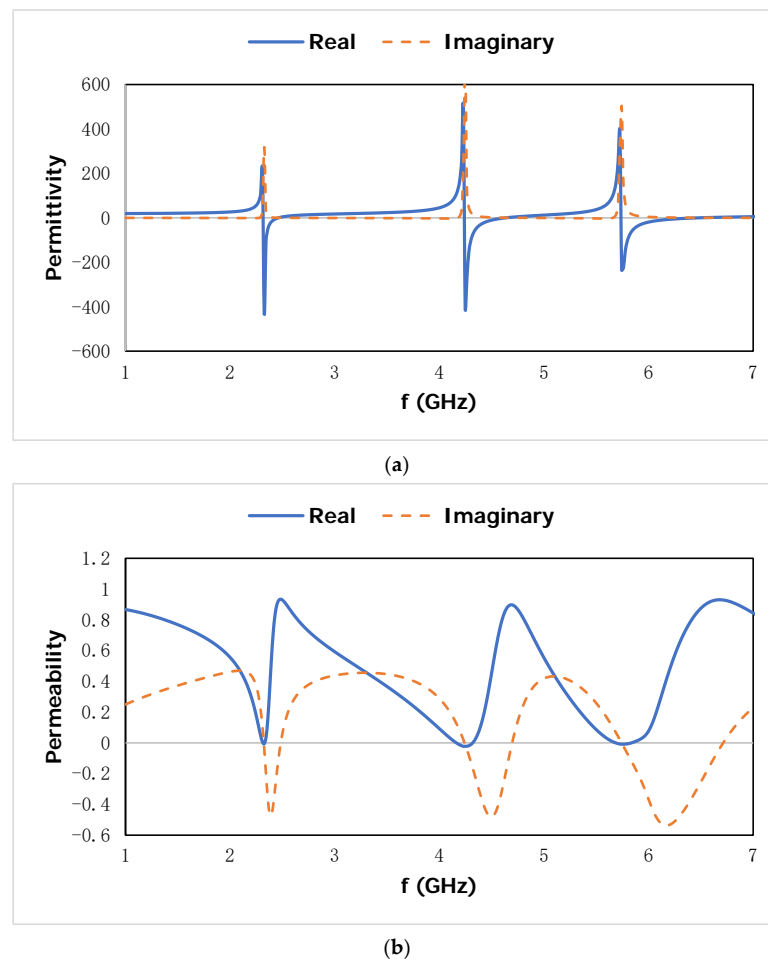 Real Imaginary
600
400
200
0
-200
-400
-600
Permittivity
1 2 3 4 5 6 7
f (GHz)
(a)
Real Imaginary
1.2
1
0.8
0.6
0.4
0.2
0
-0.2
-0.4
-0.6
Permeability
1 2 3 4 5 6 7
f (GHz)
(b)